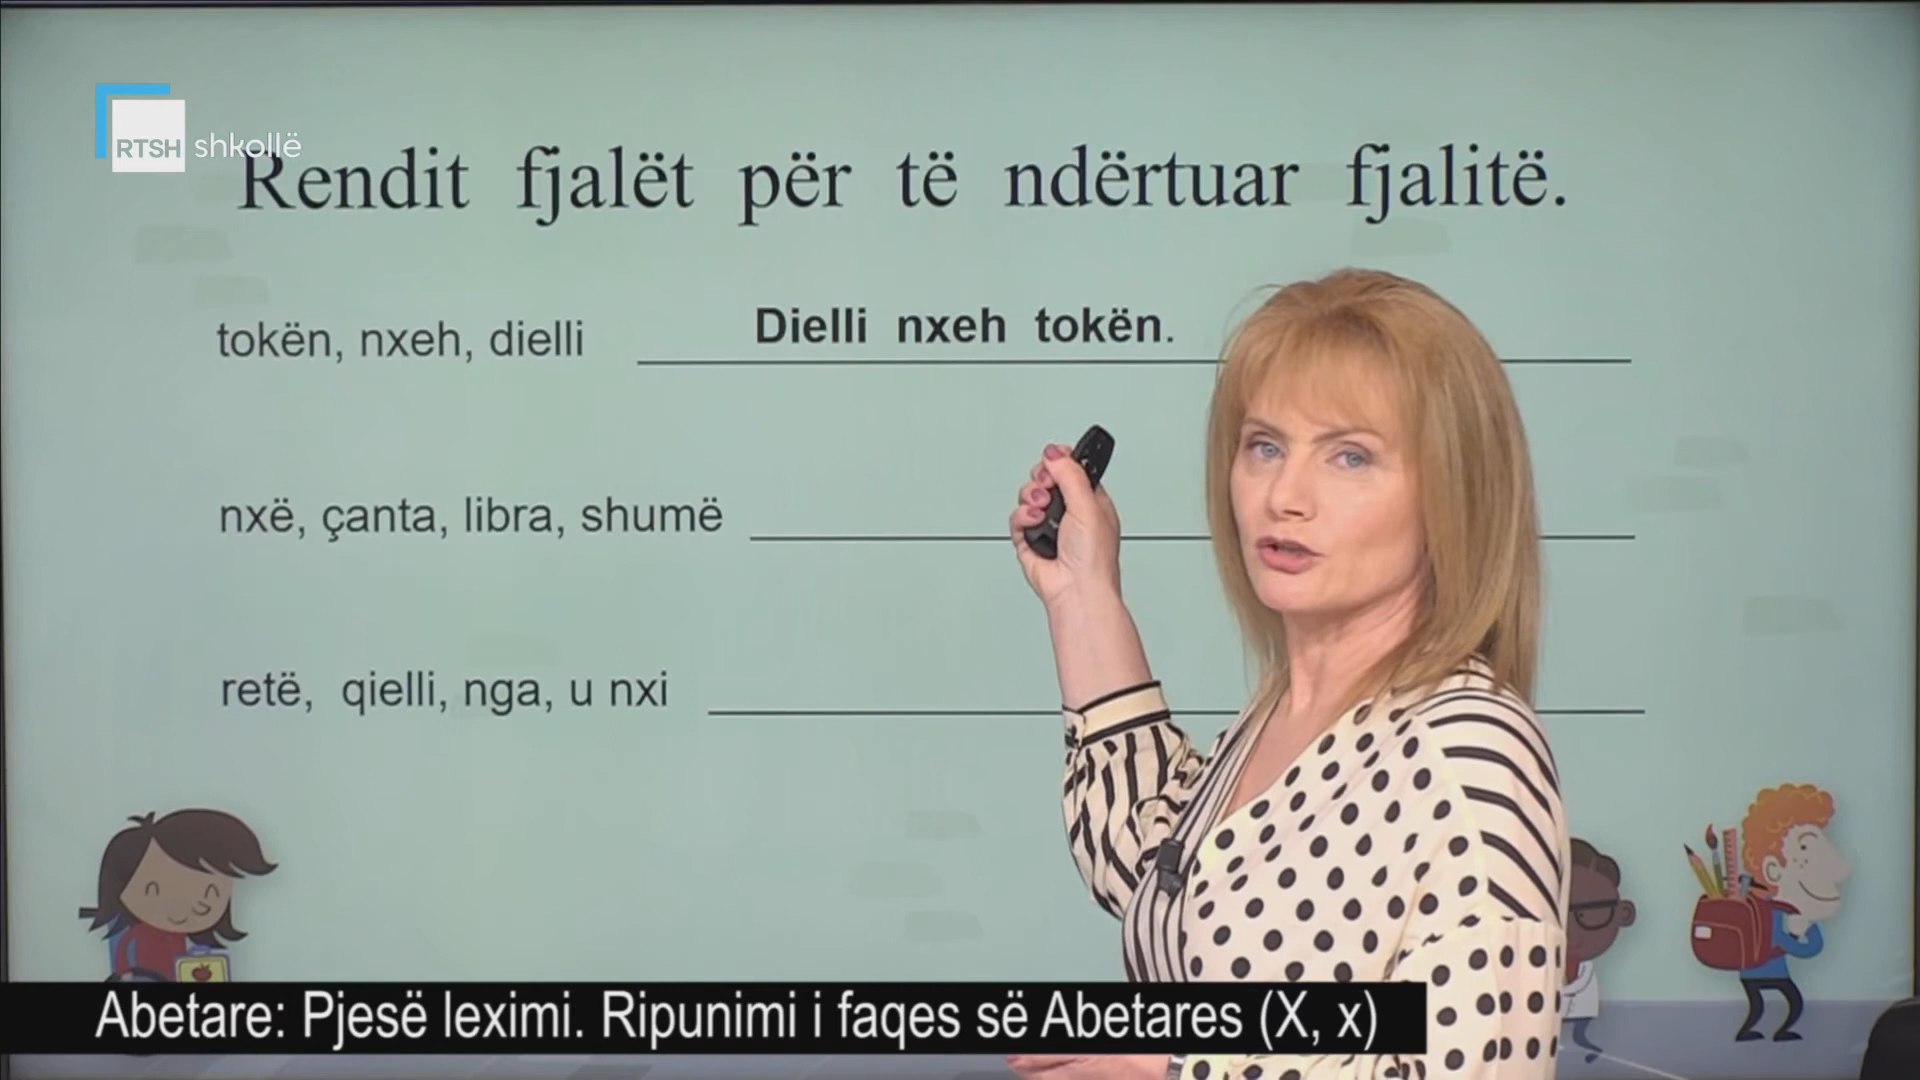 RTSH shkollë
Rendit fjalët për të ndërtuar fjalitë.
tokën, nxeh, dielli Dielli nxeh tokën.
nxë, çanta, libra, shumë
retë, qielli, nga, u nxi
Abetare: Pjesë leximi. Ripunimi i faqes së Abetares (X, x)